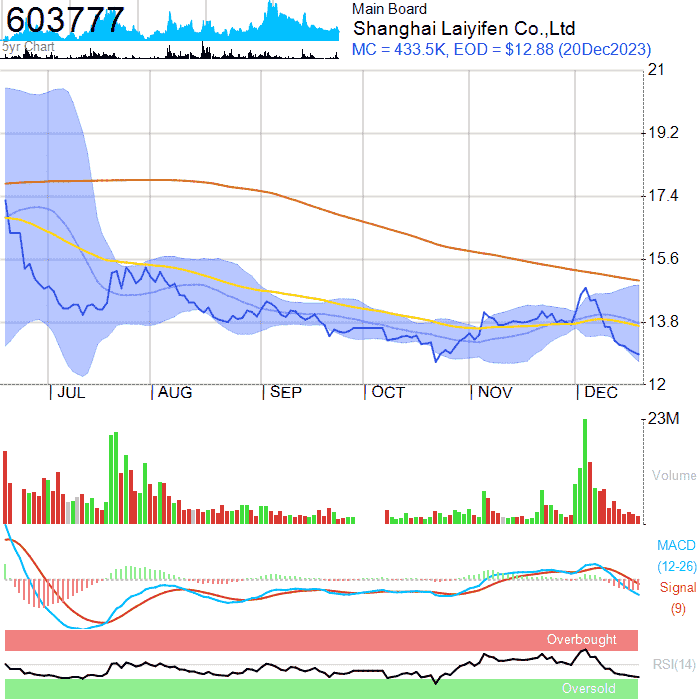 603777
5yr Chart
Main Board
Shanghai Laiyifen Co.,Ltd
MC = 433.5K, EOD = $12.88 (20Dec2023)
21
19.2
17.4
15.6
13.8
12
| JUL | AUG | SEP | OCT | NOV | DEC
23M
Volume
MACD
(12-26)
Signal
(9)
Overbought
RSI(14)
Oversold